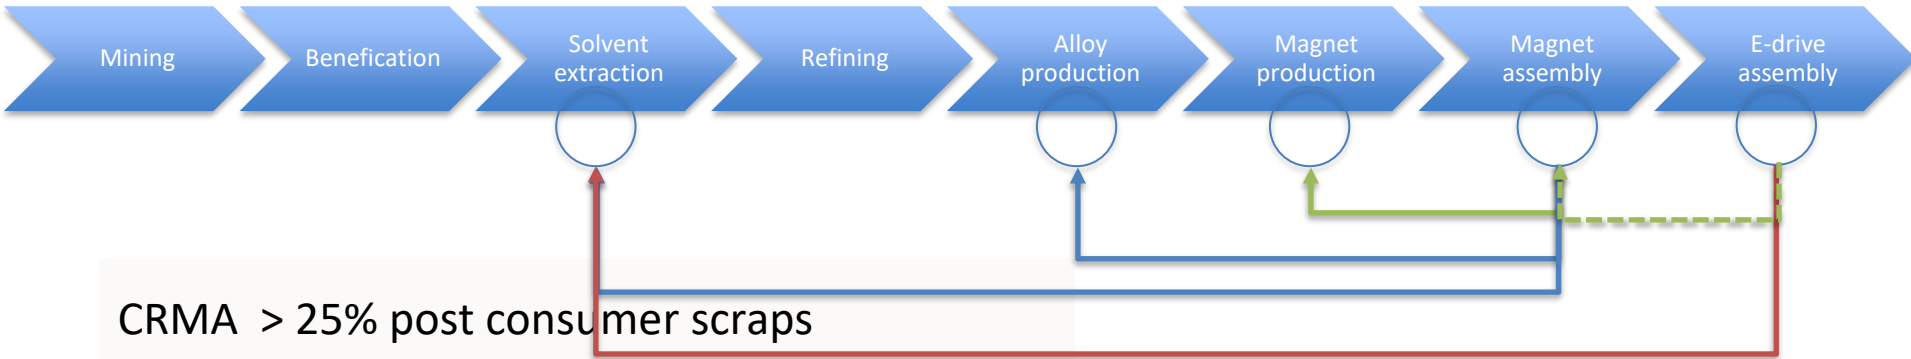 Mining
Benefication
Solvent
extraction
Refining
Alloy
production
Magnet
production
Magnet
assembly
E-drive
assembly
CRMA > 25% post consumer scraps